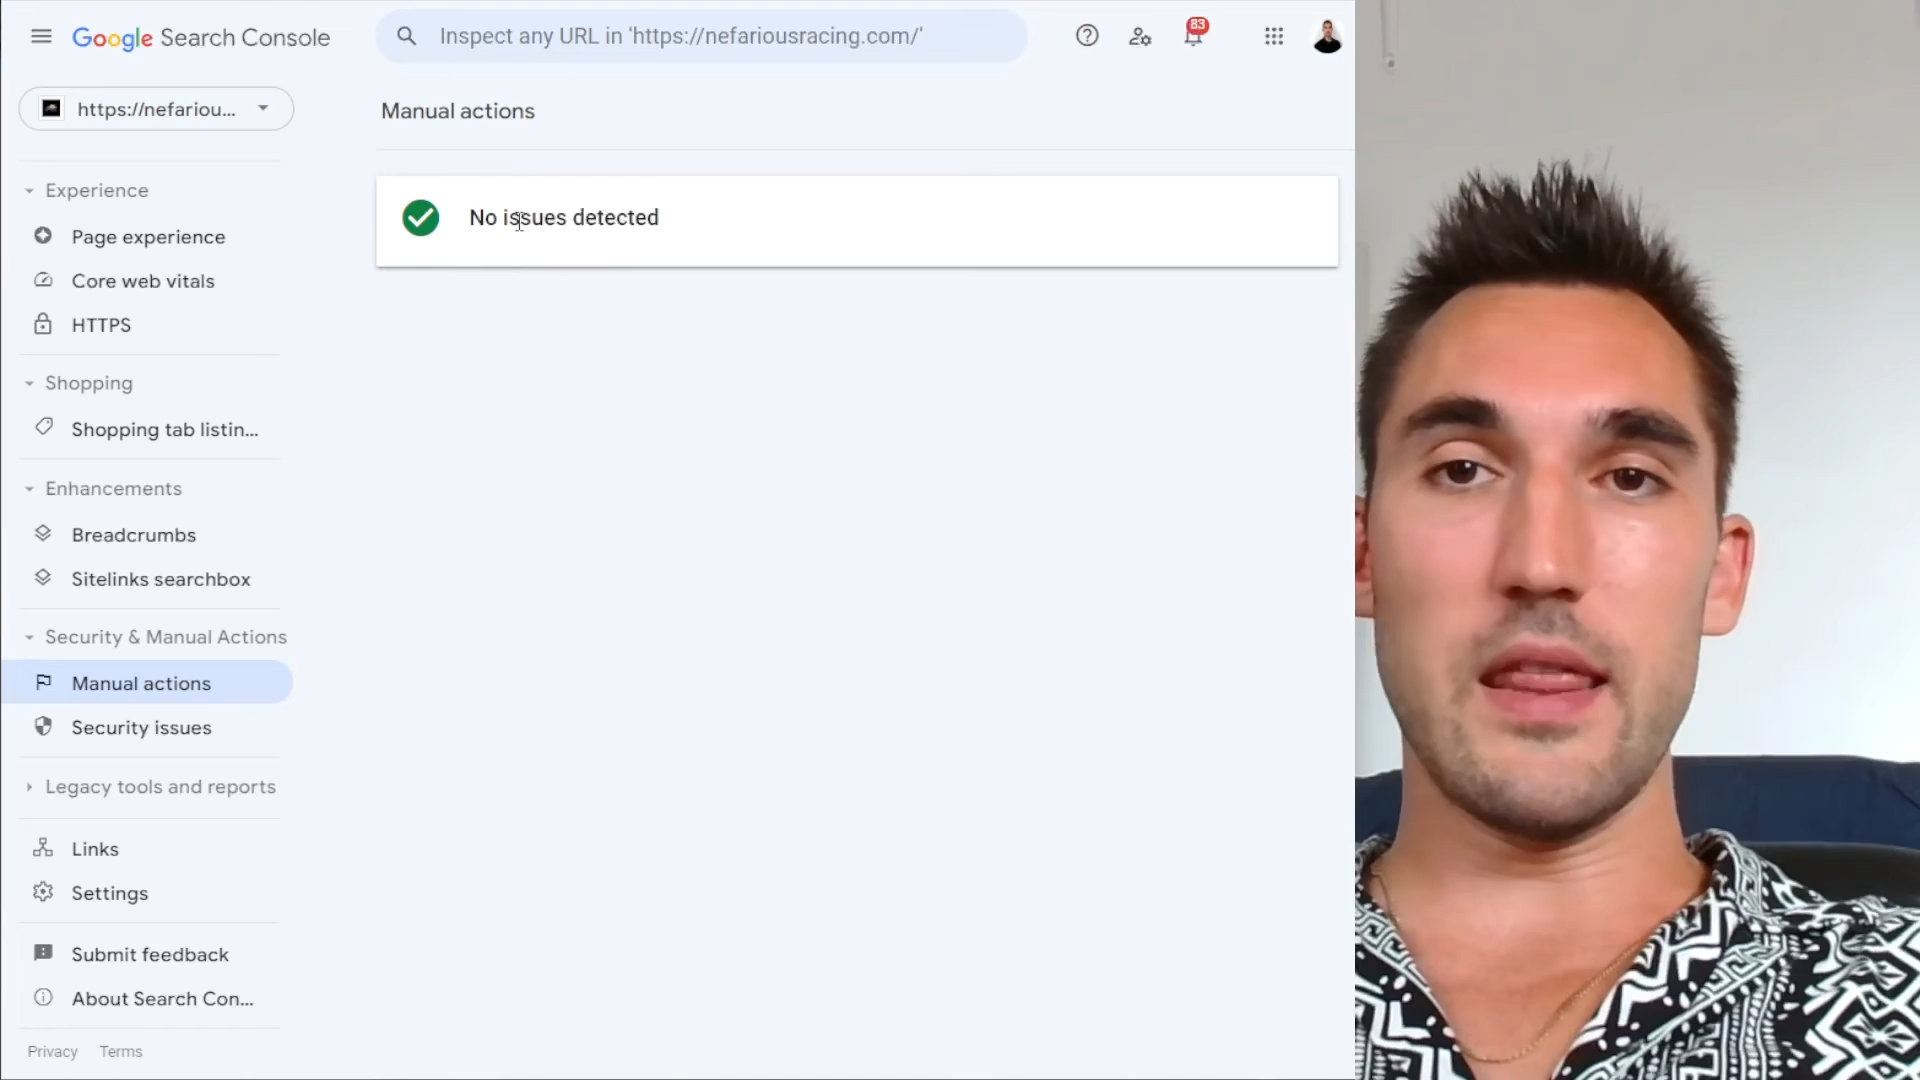 Google Search Console
Inspect any URL in 'https://nefariousracing.com/'
83
https://nefariou...
Manual actions
No issues detected
Experience
Page experience
Core web vitals
HTTPS
Shopping
Shopping tab listin...
Enhancements
Breadcrumbs
Sitelinks searchbox
Security & Manual Actions
Manual actions
Security issues
Legacy tools and reports
Links
Settings
Submit feedback
About Search Con...
Privacy Terms